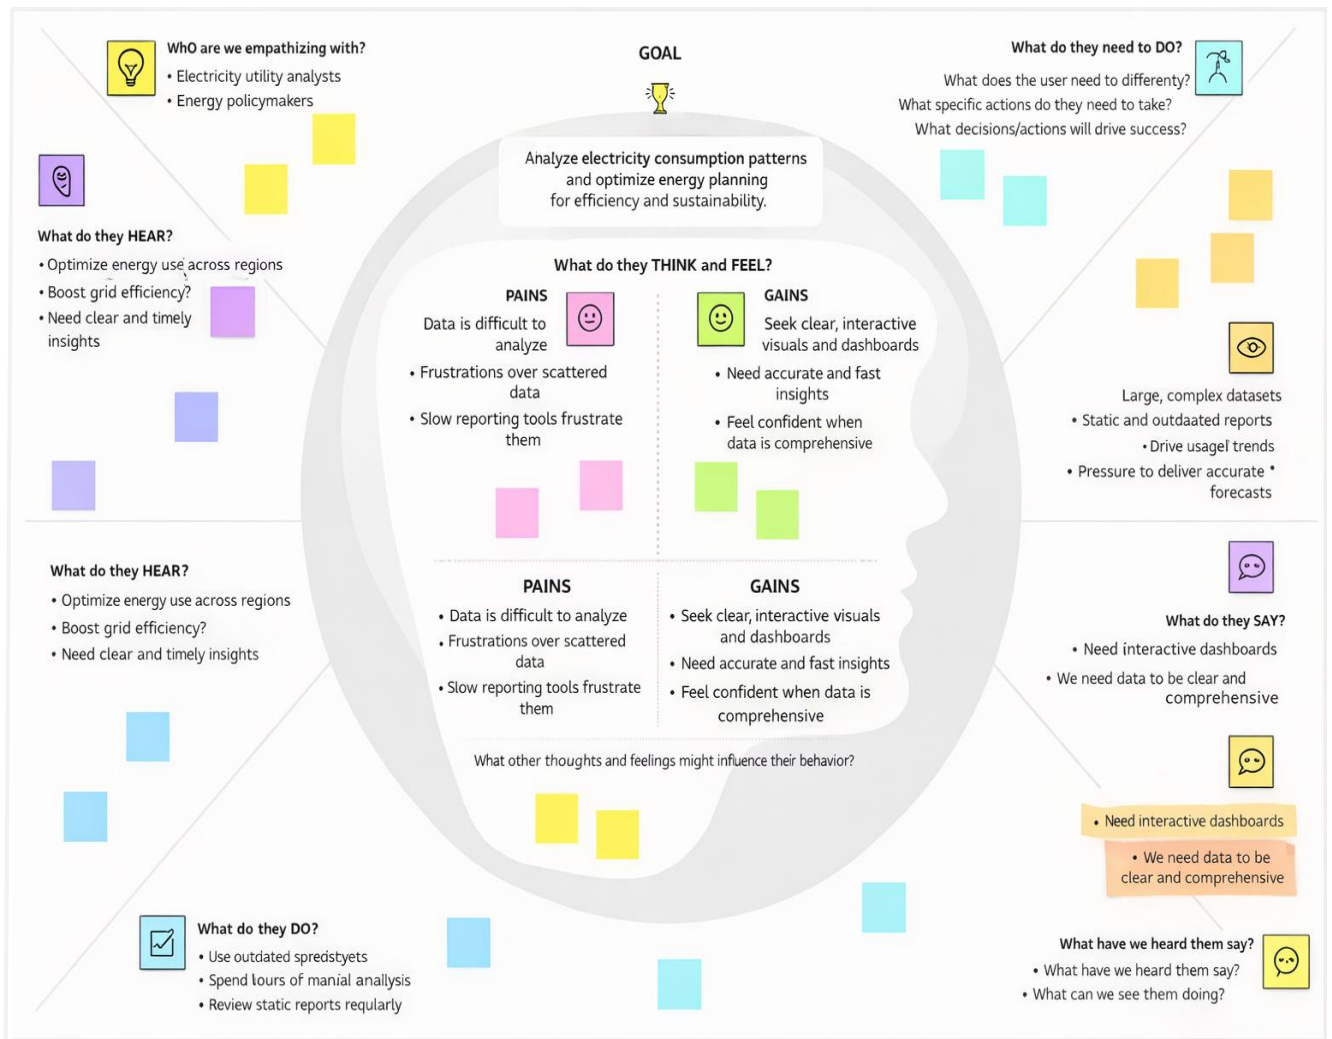 WhO are we empathizing with?
• Electricity utility analysts
• Energy policymakers
GOAL
Analyze electricity consumption patterns
and optimize energy planning
for efficiency and sustainability.
What do they need to DO?
What does the user need to differenty?
What specific actions do they need to take?
What decisions/actions will drive success?
What do they HEAR?
• Optimize energy use across regions
• Boost grid efficiency?
• Need clear and timely
insights
What do they THINK and FEEL?
PAINS
Data is difficult to
analyze
• Frustrations over scattered
data
• Slow reporting tools frustrate
them
GAINS
Seek clear, interactive
visuals and dashboards
• Need accurate and fast
insights
• Feel confident when
data is comprehensive
Large, complex datasets
• Static and outdaated reports
• Drive usagef trends
• Pressure to deliver accurate •
forecasts
What do they HEAR?
• Optimize energy use across regions
• Boost grid efficiency?
• Need clear and timely insights
PAINS
• Data is difficult to analyze
• Frustrations over scattered
data
• Slow reporting tools frustrate
them
GAINS
• Seek clear, interactive visuals
and dashboards
• Need accurate and fast insights
• Feel confident when data is
comprehensive
What other thoughts and feelings might influence their behavior?
What do they SAY?
• Need interactive dashboards
• We need data to be clear and
comprehensive
• Need interactive dashboards
• We need data to be
clear and comprehensive
What do they DO?
• Use outdated spredstyets
• Spend lours of manial anallysis
• Review static reports reqularly
What have we heard them say?
• What have we heard them say?
• What can we see them doing?